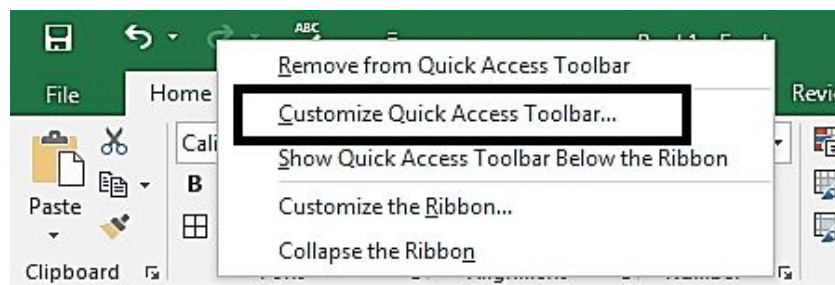 ABC
File Home
Remove from Quick Access Toolbar
Customize Quick Access Toolbar...
Show Quick Access Toolbar Below the Ribbon
Customize the Ribbon...
Collapse the Ribbon
Cali
B
Paste
Clipboard